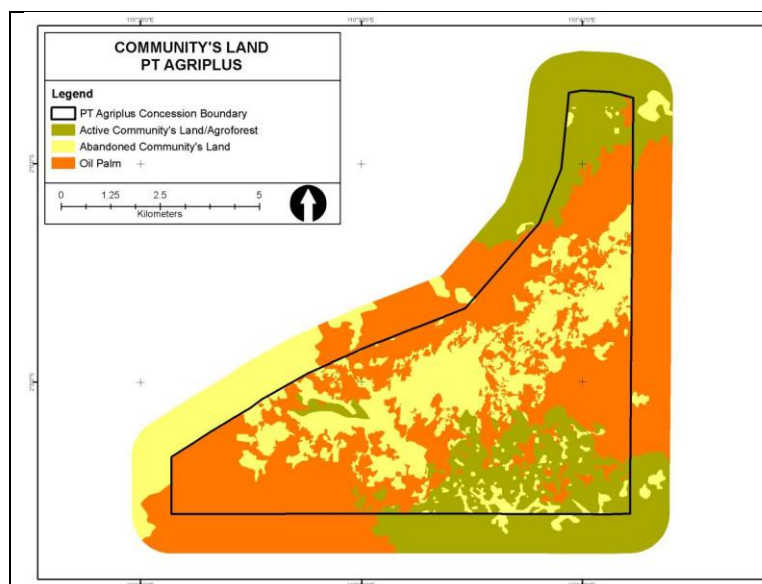 COMMUNITY'S LAND
PT AGRIPLUS
Legend
PT Agriplus Concession Boundary
Active Community's Land/Agroforest
Abandoned Community's Land
Oil Palm
0 1.25 2.5 5
Kilometers